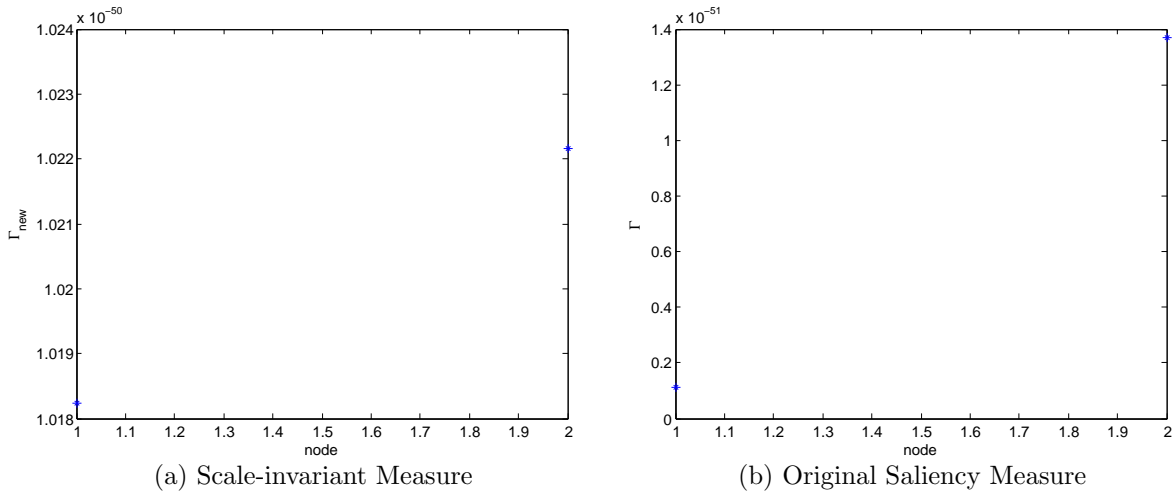 x 10^-50
1.024
1.023
1.022
1.021
1.02
1.019
1.018
Γ_new
1 1.1 1.2 1.3 1.4 1.5 1.6 1.7 1.8 1.9 2
node
(a) Scale-invariant Measure
x 10^-51
1.4
1.2
1
0.8
0.6
0.4
0.2
0
Γ
1 1.1 1.2 1.3 1.4 1.5 1.6 1.7 1.8 1.9 2
node
(b) Original Saliency Measure